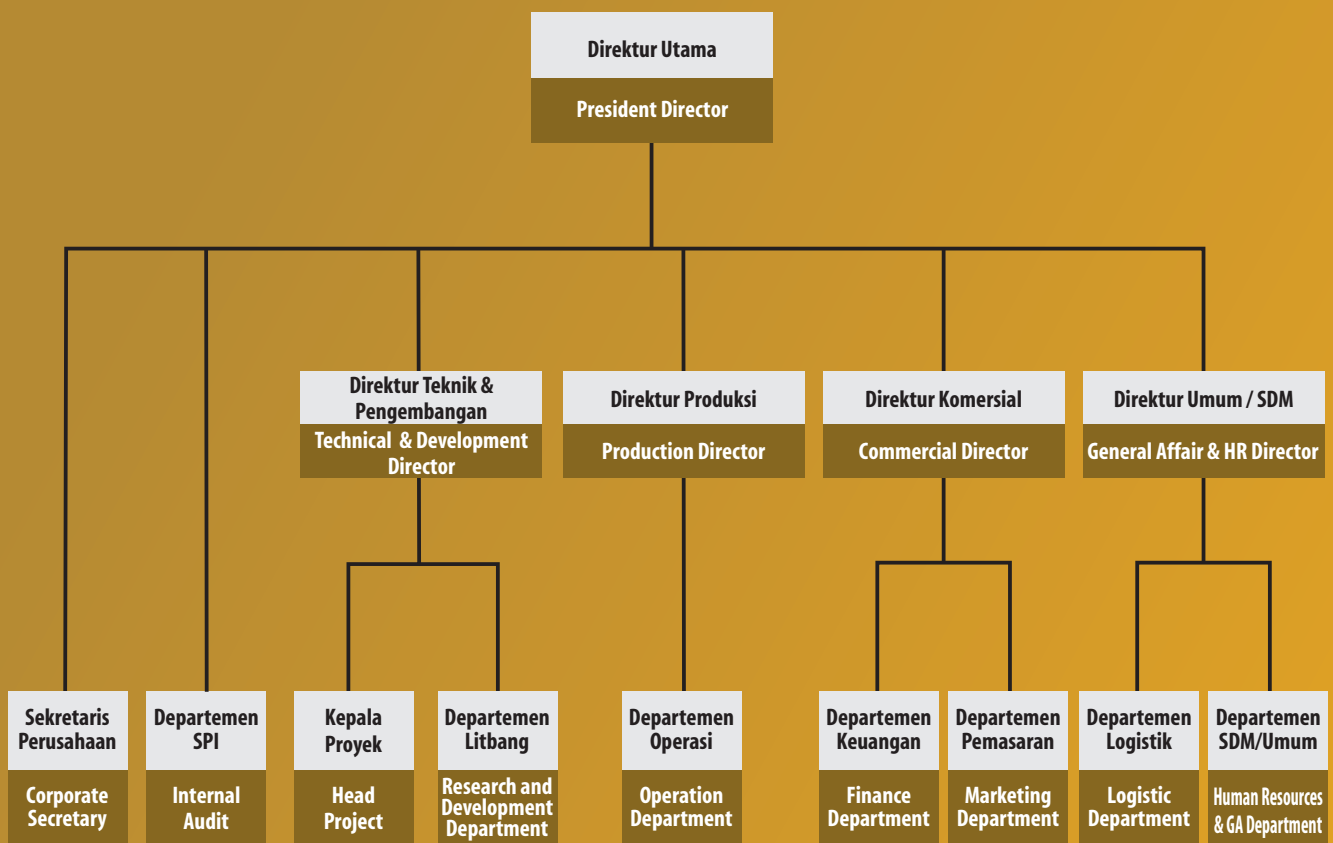 Direktur Utama
President Director
Direktur Teknik &
Pengembangan
Technical & Development
Director
Direktur Produksi
Production Director
Direktur Komersial
Commercial Director
Direktur Umum / SDM
General Affair & HR Director
Sekretaris
Perusahaan
Corporate
Secretary
Departemen
SPI
Internal
Audit
Kepala
Proyek
Head
Project
Departemen
Litbang
Research and
Development
Department
Departemen
Operasi
Operation
Department
Departemen
Keuangan
Finance
Department
Departemen
Pemasaran
Marketing
Department
Departemen
Logistik
Logistic
Department
Departemen
SDM/Umum
Human Resources
& GA Department